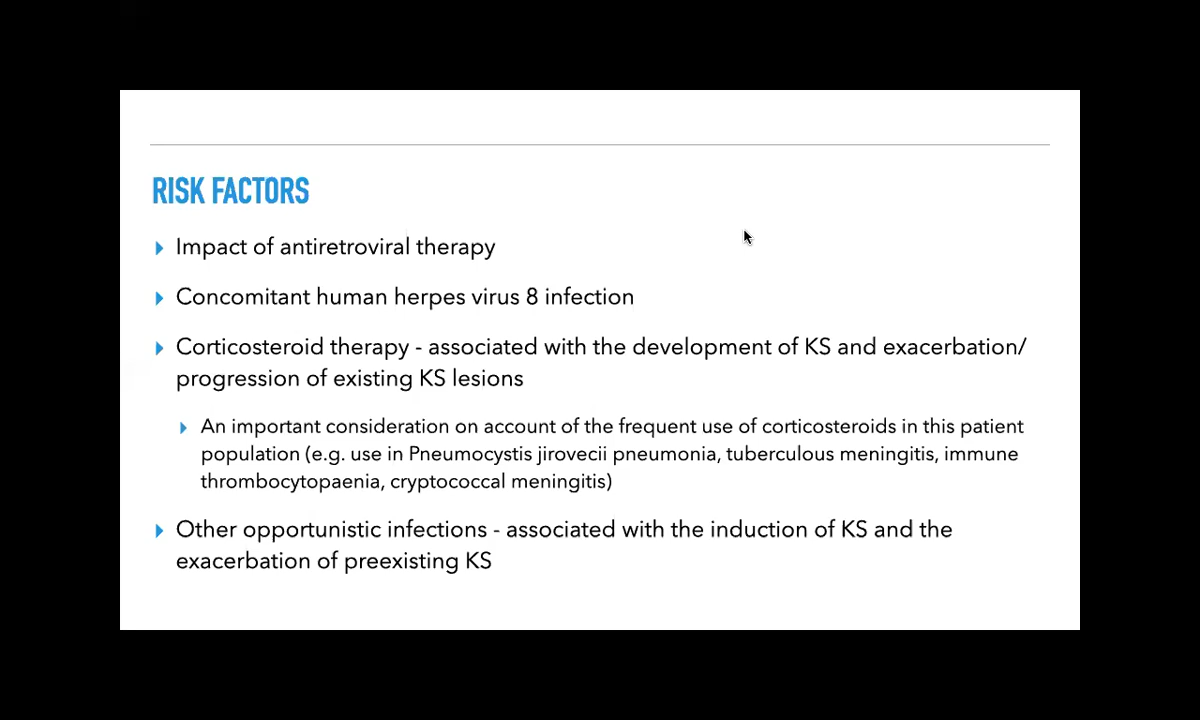 RISK FACTORS
Impact of antiretroviral therapy
Concomitant human herpes virus 8 infection
Corticosteroid therapy - associated with the development of KS and exacerbation/
progression of existing KS lesions
An important consideration on account of the frequent use of corticosteroids in this patient
population (e.g. use in Pneumocystis jirovecii pneumonia, tuberculous meningitis, immune
thrombocytopaenia, cryptococcal meningitis)
Other opportunistic infections - associated with the induction of KS and the
exacerbation of preexisting KS